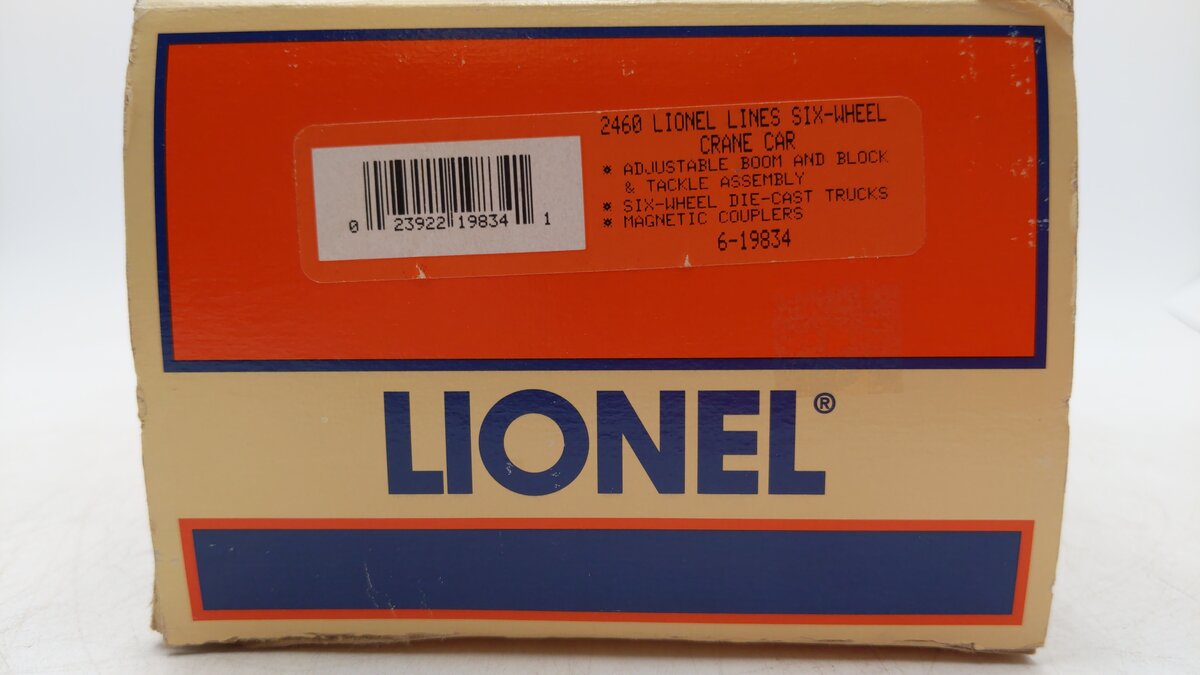 2460 LIONEL LINES SIX-WHEEL
CRANE CAR
* ADJUSTABLE BOOM AND BLOCK
& TACKLE ASSEMBLY
* SIX-WHEEL DIE-CAST TRUCKS
* MAGNETIC COUPLERS
6-19834
0 23922 19834 1
LIONEL®